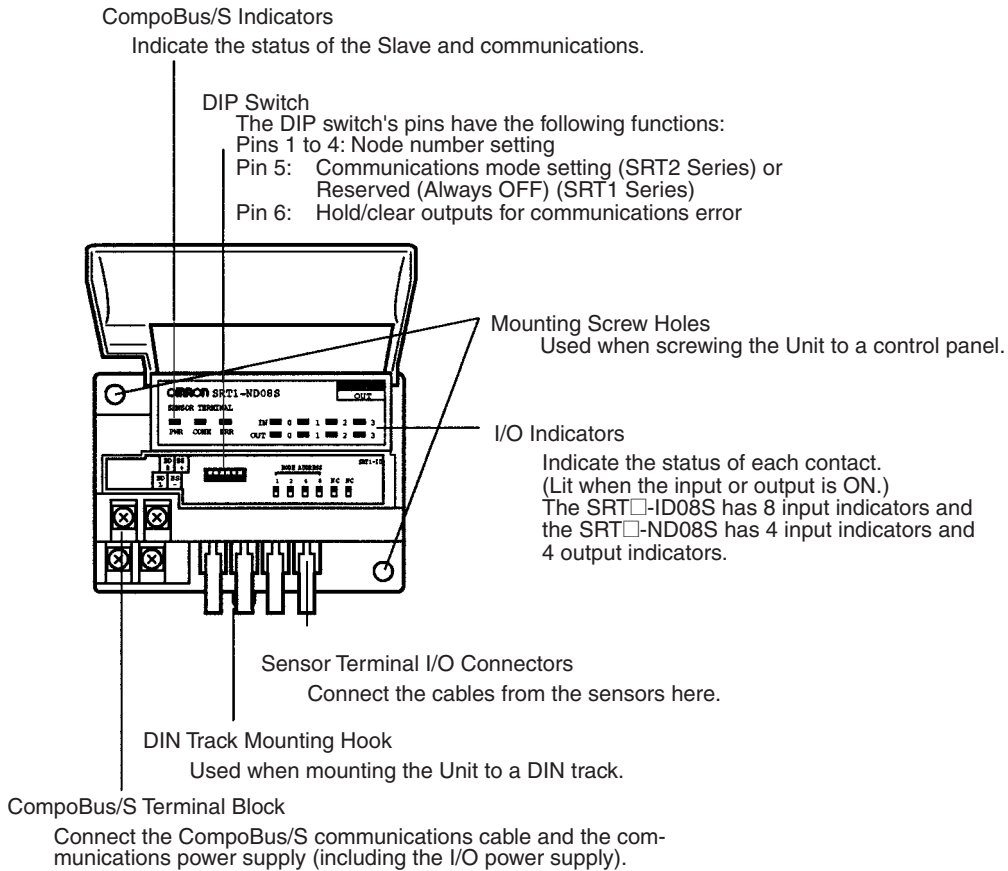 CompoBus/S Indicators
Indicate the status of the Slave and communications.
DIP Switch
The DIP switch's pins have the following functions:
Pins 1 to 4: Node number setting
Pin 5: Communications mode setting (SRT2 Series) or
Reserved (Always OFF) (SRT1 Series)
Pin 6: Hold/clear outputs for communications error
Mounting Screw Holes
Used when screwing the Unit to a control panel.
OMRON SRT1-ND08S
OUT
SENSOR TERMINAL
IN 0 1 2 3
PWR COMM ERR OUT 0 1 2 3
I/O Indicators
Indicate the status of each contact.
(Lit when the input or output is ON.)
The SRT□-ID08S has 8 input indicators and
the SRT□-ND08S has 4 input indicators and
4 output indicators.
BS +
BS -
NODE ADDRESS
1 2 4 8 NC NC
Sensor Terminal I/O Connectors
Connect the cables from the sensors here.
DIN Track Mounting Hook
Used when mounting the Unit to a DIN track.
CompoBus/S Terminal Block
Connect the CompoBus/S communications cable and the com-
munications power supply (including the I/O power supply).